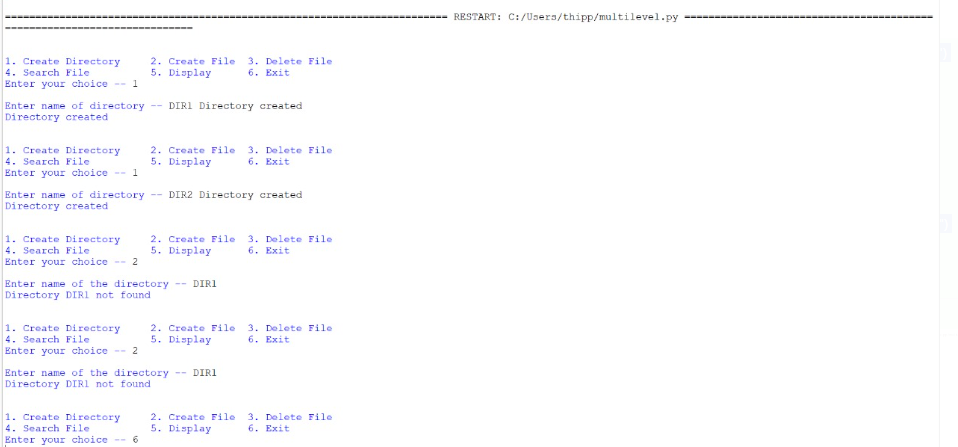 ========================================================================== RESTART: C:/Users/thipp/multilevel.py =========================================
===============================
1. Create Directory     2. Create File  3. Delete File
4. Search File          5. Display      6. Exit
Enter your choice -- 1
Enter name of directory -- DIR1 Directory created
Directory created
1. Create Directory     2. Create File  3. Delete File
4. Search File          5. Display      6. Exit
Enter your choice -- 1
Enter name of directory -- DIR2 Directory created
Directory created
1. Create Directory     2. Create File  3. Delete File
4. Search File          5. Display      6. Exit
Enter your choice -- 2
Enter name of the directory -- DIR1
Directory DIR1 not found
1. Create Directory     2. Create File  3. Delete File
4. Search File          5. Display      6. Exit
Enter your choice -- 2
Enter name of the directory -- DIR1
Directory DIR1 not found
1. Create Directory     2. Create File  3. Delete File
4. Search File          5. Display      6. Exit
Enter your choice -- 6